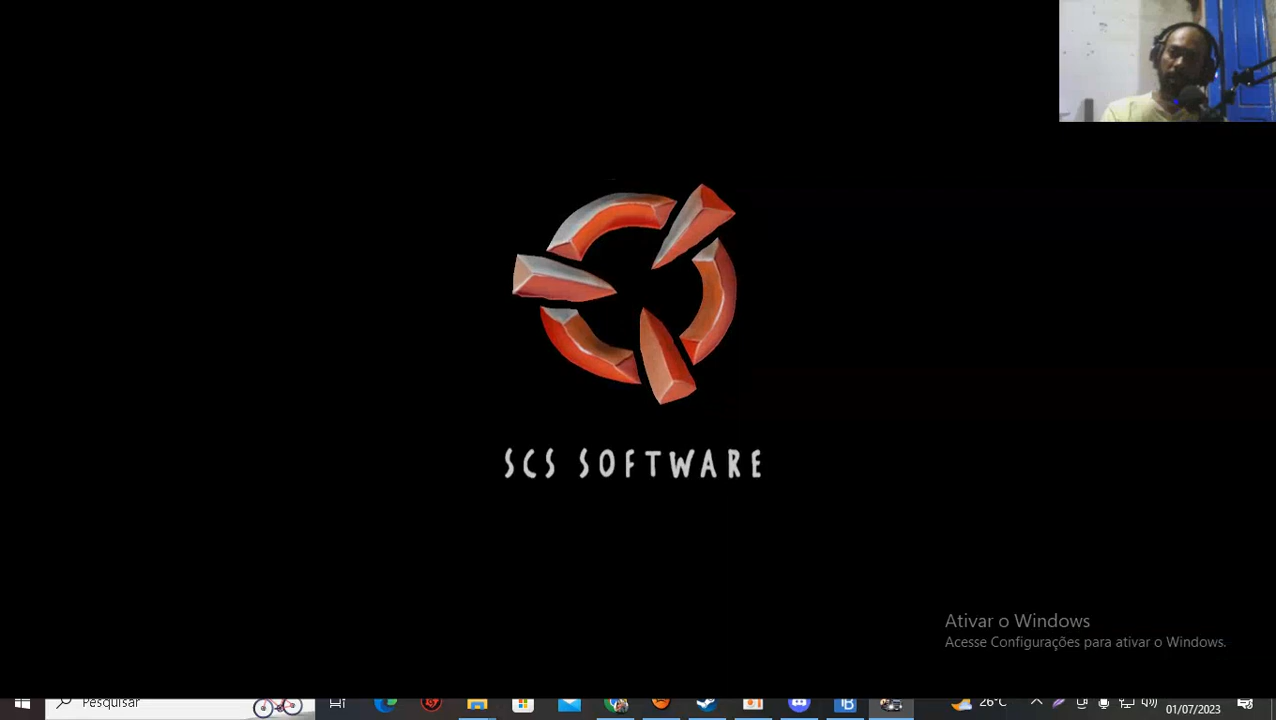 SCS SOFTWARE
Ativar o Windows
Acesse Configurações para ativar o Windows.
Pesquisar
26°C
01/07/2023